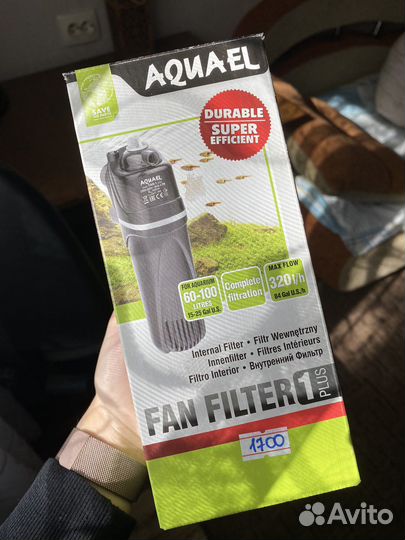 AQUAEL
SAVE
DURABLE
SUPER
EFFICIENT
AQUAEL
FOR AQUARIUM
60-100
LITRES
15-25 Gal U.S.
Complete
filtration
MAX FLOW
320 l/h
84 Gal U.S./h
Internal Filter • Filtr Wewnętrzny
Innenfilter • Filtres Intérieurs
Filtro Interior • Внутренний Фильтр
FAN FILTER 1 PLUS
1700
Avito